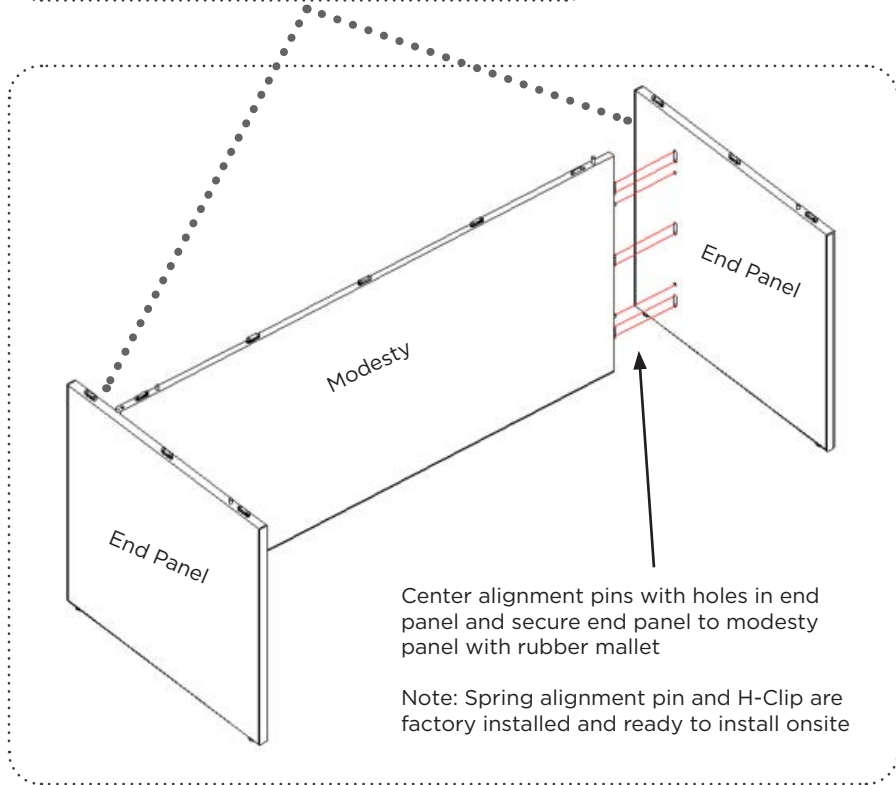 End Panel
Modesty
End Panel
Center alignment pins with holes in end
panel and secure end panel to modesty
panel with rubber mallet
Note: Spring alignment pin and H-Clip are
factory installed and ready to install onsite